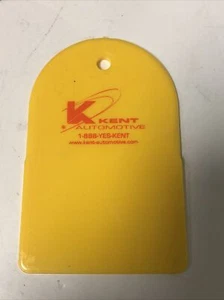 K KENT
® AUTOMOTIVE
1-888-YES-KENT
www.kent-automotive.com